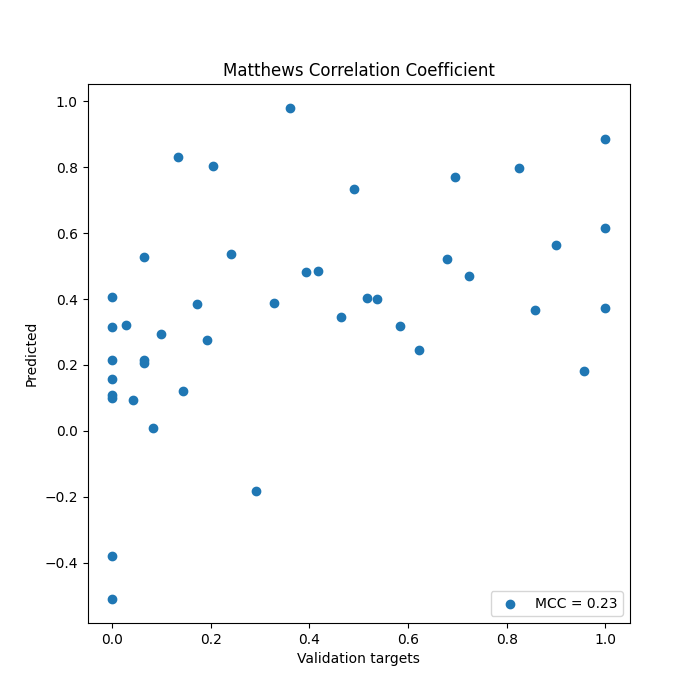 Matthews Correlation Coefficient
1.0
0.8
0.6
0.4
0.2
0.0
−0.2
−0.4
Predicted
MCC = 0.23
0.0 0.2 0.4 0.6 0.8 1.0
Validation targets